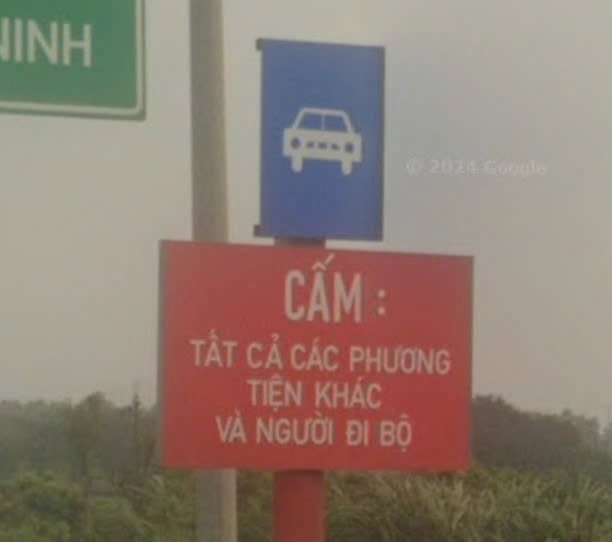 NINH
© 2024 Google
CẤM :
TẤT CẢ CÁC PHƯƠNG
TIỆN KHÁC
VÀ NGƯỜI ĐI BỘ